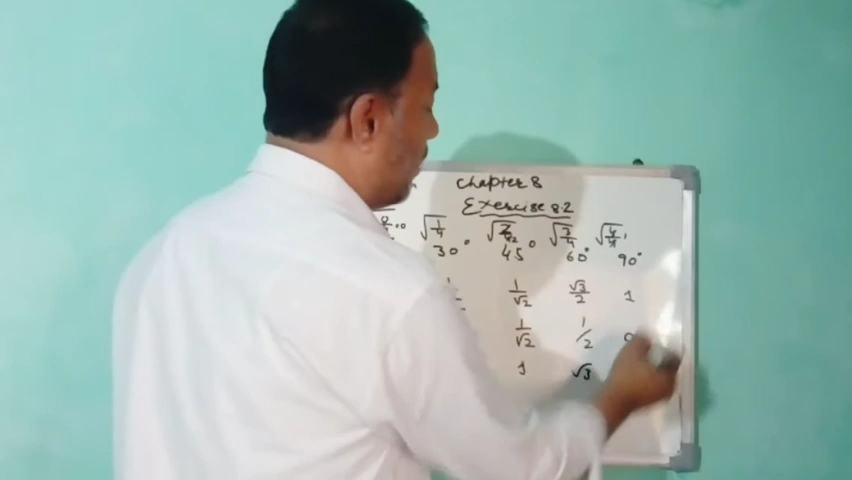 Chapter 8
Exercise 8.2
√1/4 √2/4 √3/4 √4/4
30° 45° 60° 90°
1/√2 √3/2 1
1/√2 1/2 0
1 √3